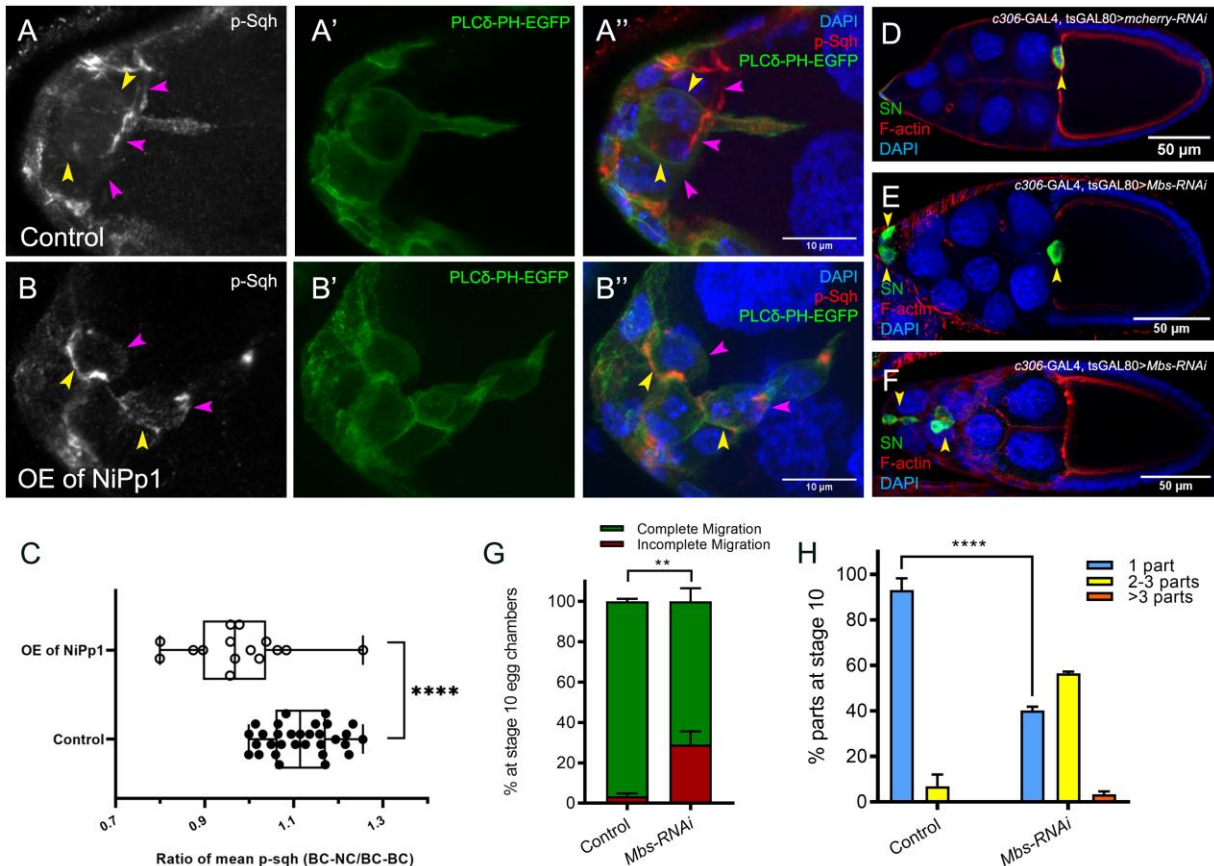 A
p-Sqh
Control
A'
PLCδ-PH-EGFP
A''
DAPI
p-Sqh
PLCδ-PH-EGFP
10 µm
D
c306-GAL4, tsGAL80>mcherry-RNAi
SN
F-actin
DAPI
50 µm
B
p-Sqh
OE of NiPp1
B'
PLCδ-PH-EGFP
B''
DAPI
p-Sqh
PLCδ-PH-EGFP
10 µm
E
c306-GAL4, tsGAL80>Mbs-RNAi
SN
F-actin
DAPI
50 µm
F
c306-GAL4, tsGAL80>Mbs-RNAi
SN
F-actin
DAPI
50 µm
C
OE of NiPp1
Control
****
0.7
0.9
1.1
1.3
Ratio of mean p-sqh (BC-NC/BC-BC)
G
Complete Migration
Incomplete Migration
**
% at stage 10 egg chambers
100
80
60
40
20
0
Control
Mbs-RNAi
H
****
1 part
2-3 parts
>3 parts
% parts at stage 10
100
80
60
40
20
0
Control
Mbs-RNAi